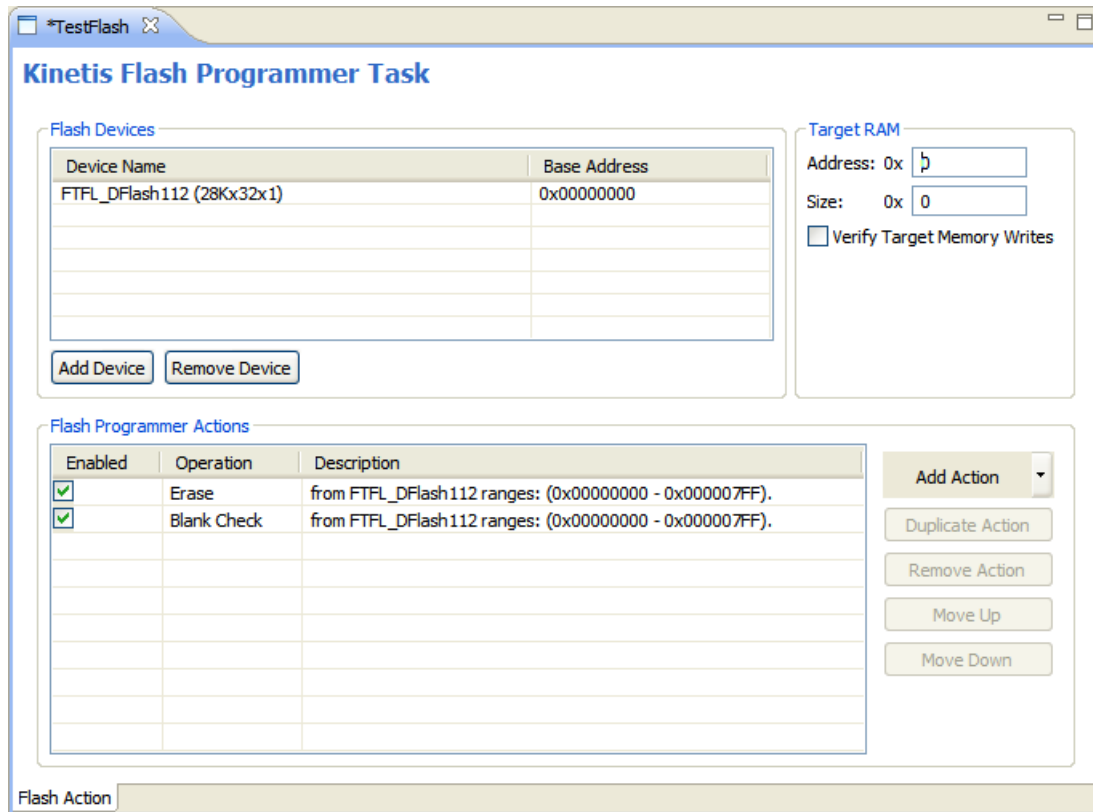 *TestFlash
Kinetis Flash Programmer Task
Flash Devices
Device Name Base Address
FTFL_DFlash112 (28Kx32x1) 0x00000000
Add Device Remove Device
Target RAM
Address: 0x 0
Size: 0x 0
Verify Target Memory Writes
Flash Programmer Actions
Enabled Operation Description
Erase from FTFL_DFlash112 ranges: (0x00000000 - 0x000007FF).
Blank Check from FTFL_DFlash112 ranges: (0x00000000 - 0x000007FF).
Add Action
Duplicate Action
Remove Action
Move Up
Move Down
Flash Action